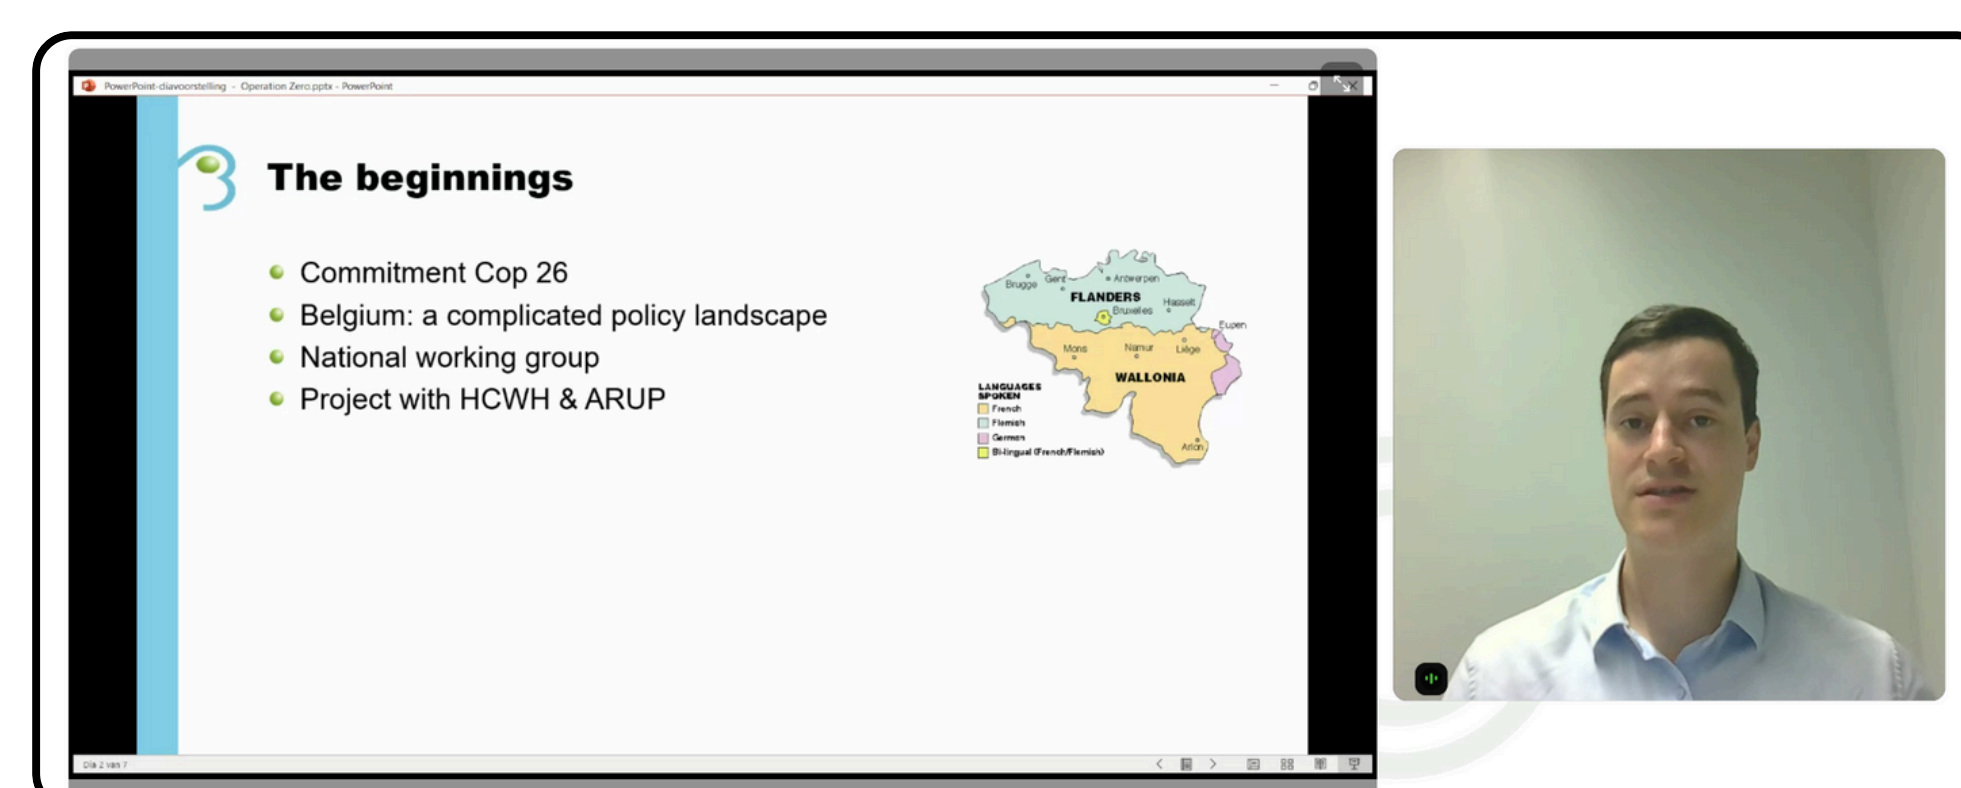 PowerPoint-diavoorstelling - Operation Zero.pptx - PowerPoint
The beginnings
Commitment Cop 26
Belgium: a complicated policy landscape
National working group
Project with HCWH & ARUP
Brugge
Gent
Antwerpen
FLANDERS
Hasselt
Bruxelles
Eupen
Mons
Namur
Liége
WALLONIA
Arlon
LANGUAGES
SPOKEN
French
Flemish
German
Bi-lingual (French/Flemish)
Dia 2 van 7